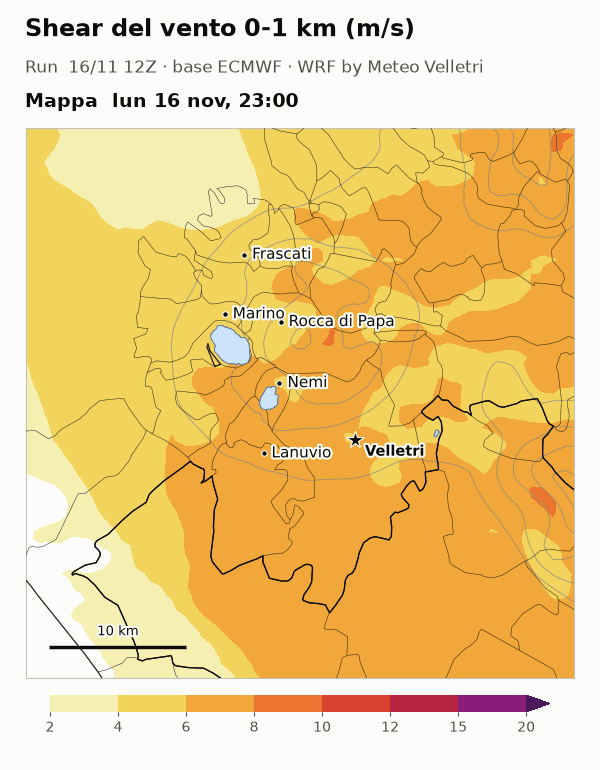 Shear del vento 0-1 km (m/s)
Run  16/11 12Z · base ECMWF · WRF by Meteo Velletri
Mappa  lun 16 nov, 23:00
Frascati
Marino
Rocca di Papa
Nemi
Velletri
Lanuvio
10 km
2 4 6 8 10 12 15 20